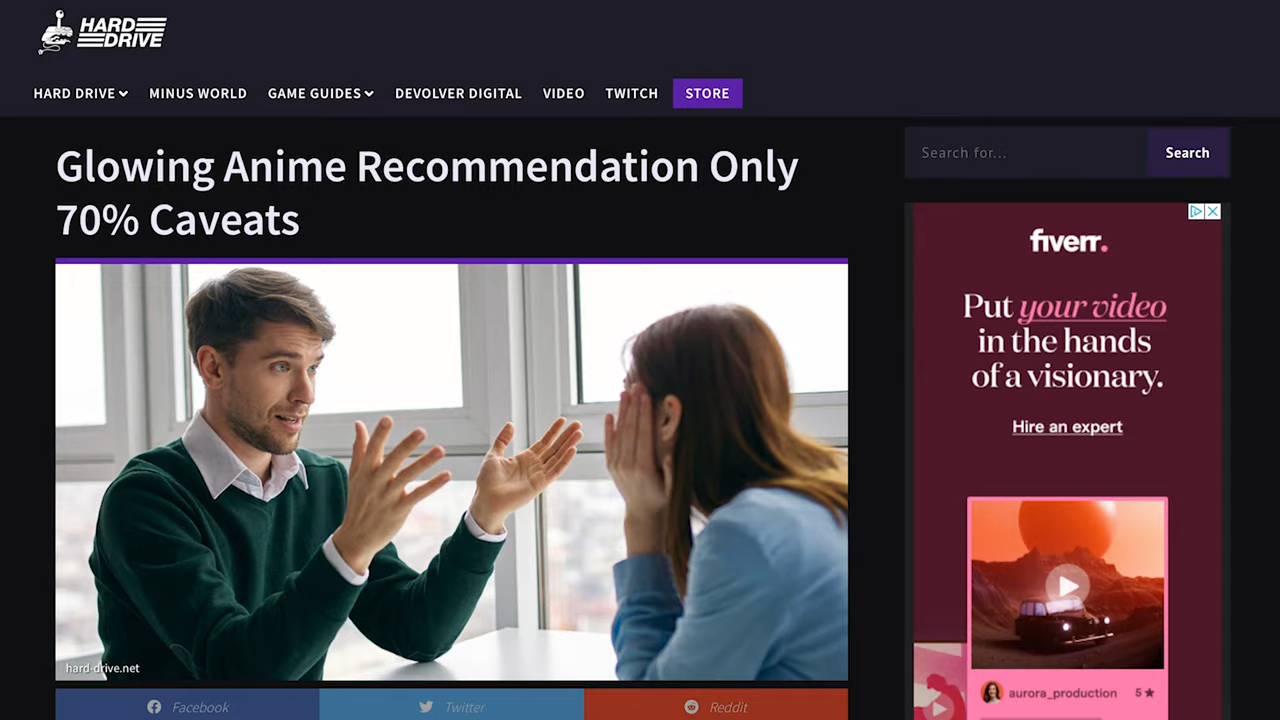 HARD
DRIVE
HARD DRIVE MINUS WORLD GAME GUIDES DEVOLVER DIGITAL VIDEO TWITCH STORE
Glowing Anime Recommendation Only
70% Caveats
hard-drive.net
Facebook Twitter Reddit
Search for... Search
fiverr.
Put your video
in the hands
of a visionary.
Hire an expert
aurora_production 5